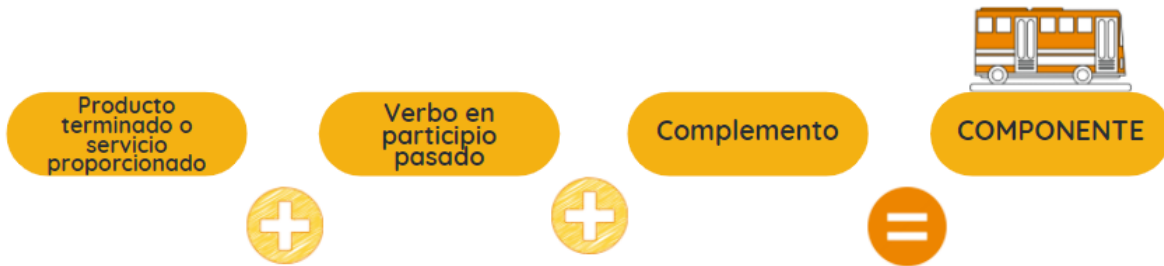 Producto
terminado o
servicio
proporcionado
Verbo en
participio
pasado
Complemento
COMPONENTE